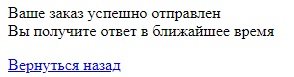 Ваше заказ успешно отправлен
Вы получите ответ в ближайшее время
Вернуться назад